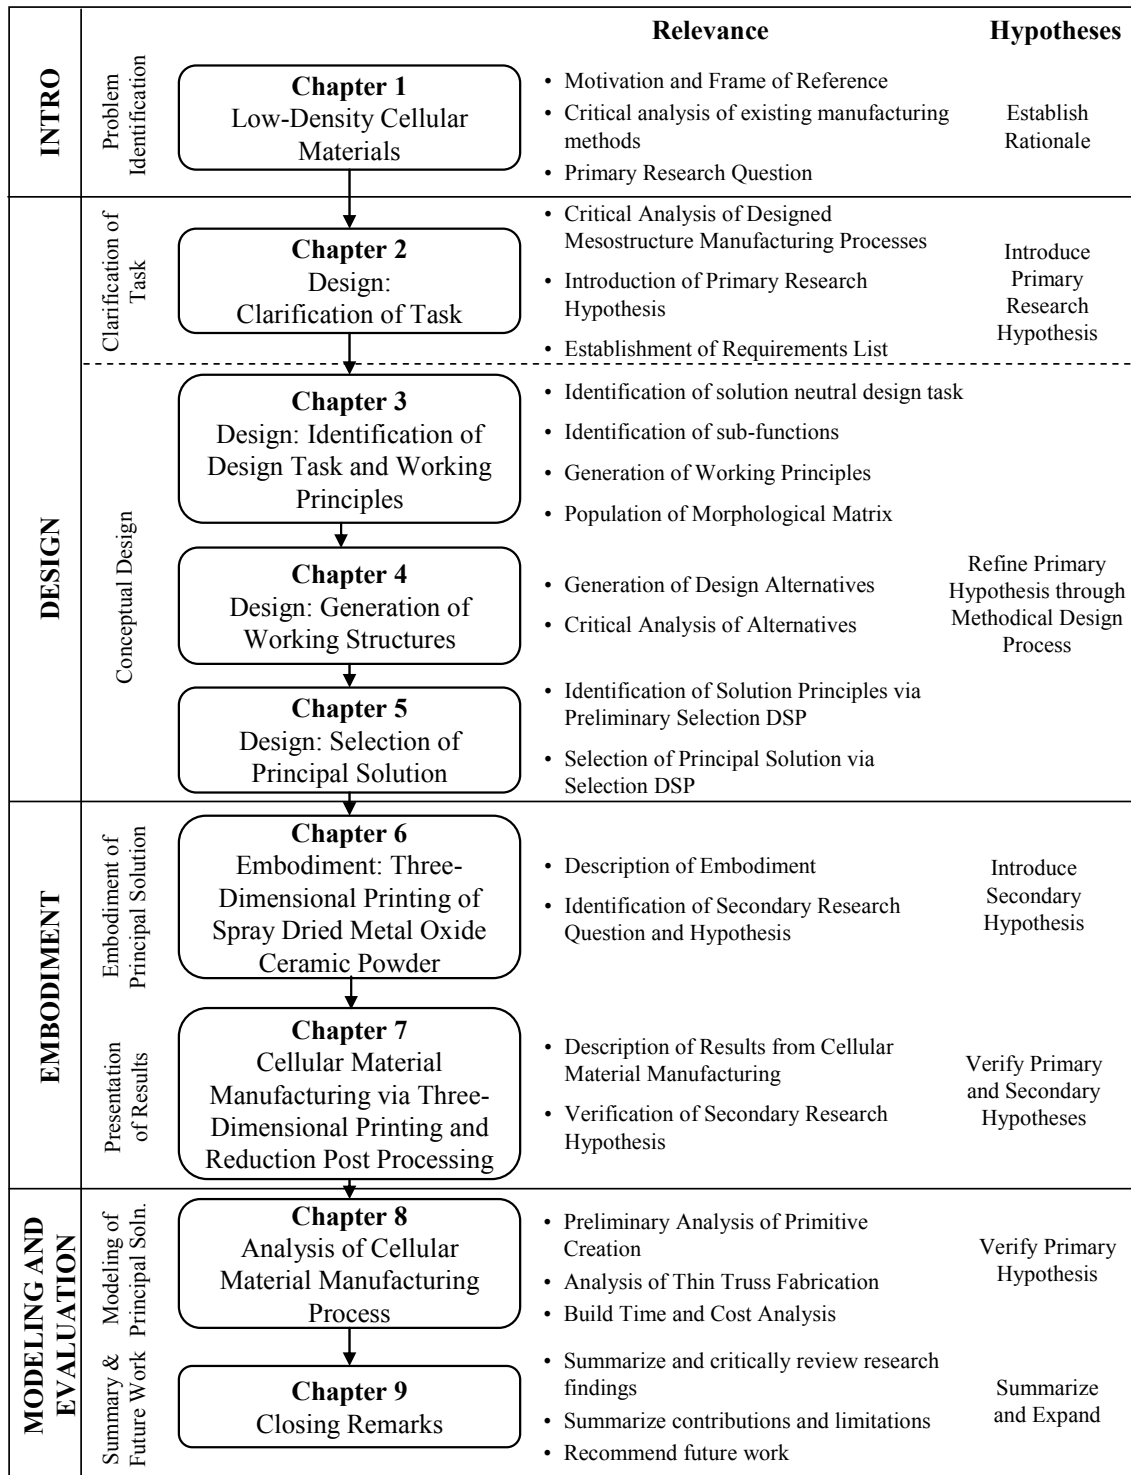 Relevance
Hypotheses
INTRO
Problem
Identification
Chapter 1
Low-Density Cellular
Materials
• Motivation and Frame of Reference
• Critical analysis of existing manufacturing
methods
• Primary Research Question
Establish
Rationale
DESIGN
Clarification of
Task
Chapter 2
Design:
Clarification of Task
• Critical Analysis of Designed
Mesostructure Manufacturing Processes
• Introduction of Primary Research
Hypothesis
• Establishment of Requirements List
Introduce
Primary
Research
Hypothesis
Conceptual Design
Chapter 3
Design: Identification of
Design Task and Working
Principles
• Identification of solution neutral design task
• Identification of sub-functions
• Generation of Working Principles
• Population of Morphological Matrix
Chapter 4
Design: Generation of
Working Structures
• Generation of Design Alternatives
• Critical Analysis of Alternatives
Refine Primary
Hypothesis through
Methodical Design
Process
Chapter 5
Design: Selection of
Principal Solution
• Identification of Solution Principles via
Preliminary Selection DSP
• Selection of Principal Solution via
Selection DSP
EMBODIMENT
Embodiment of
Principal Solution
Chapter 6
Embodiment: Three-
Dimensional Printing of
Spray Dried Metal Oxide
Ceramic Powder
• Description of Embodiment
• Identification of Secondary Research
Question and Hypothesis
Introduce
Secondary
Hypothesis
Presentation
of Results
Chapter 7
Cellular Material
Manufacturing via Three-
Dimensional Printing and
Reduction Post Processing
• Description of Results from Cellular
Material Manufacturing
• Verification of Secondary Research
Hypothesis
Verify Primary
and Secondary
Hypotheses
MODELING AND
EVALUATION
Modeling of
Principal Soln.
Chapter 8
Analysis of Cellular
Material Manufacturing
Process
• Preliminary Analysis of Primitive
Creation
• Analysis of Thin Truss Fabrication
• Build Time and Cost Analysis
Verify Primary
Hypothesis
Summary &
Future Work
Chapter 9
Closing Remarks
• Summarize and critically review research
findings
• Summarize contributions and limitations
• Recommend future work
Summarize
and Expand